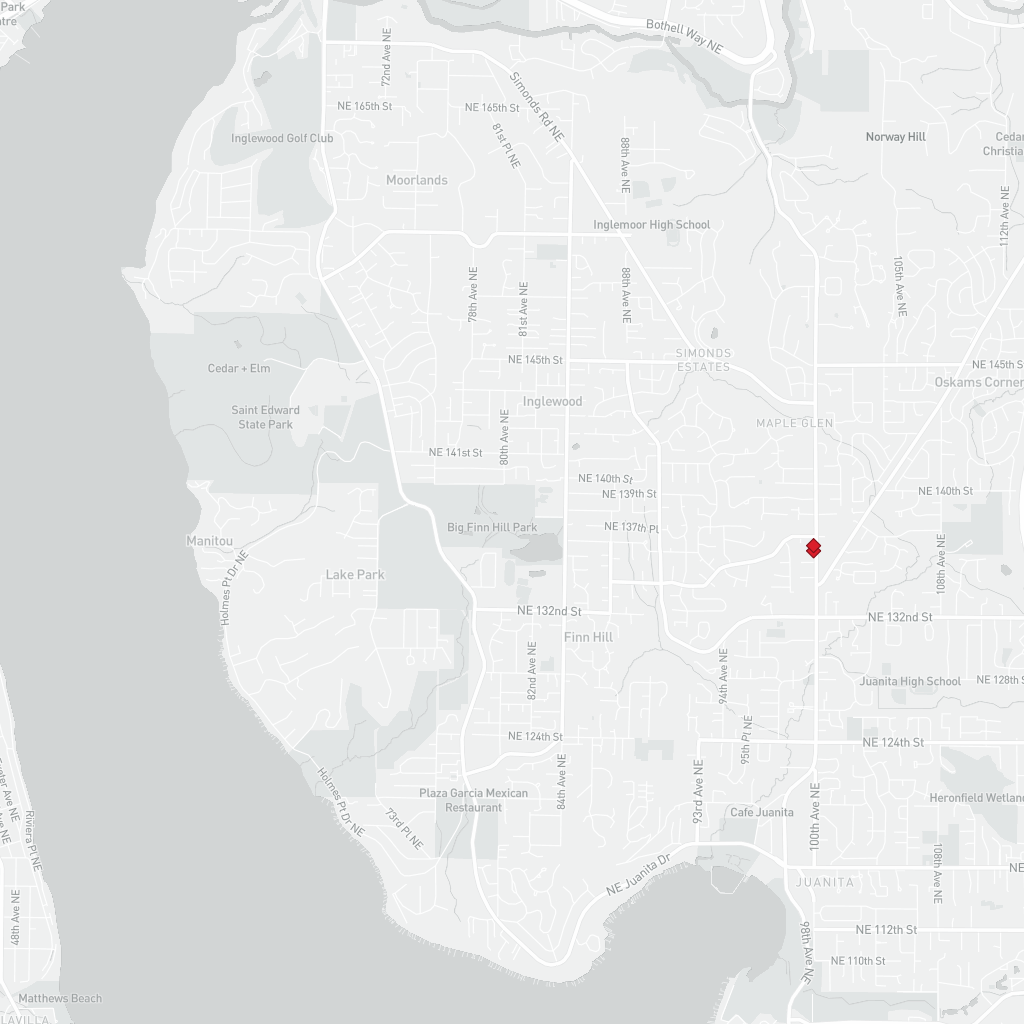 Park
tre
Bothell Way NE
72nd Ave NE
Simonds Rd NE
NE 165th St
NE 165th St
81st Pl NE
Inglewood Golf Club
88th Ave NE
Norway Hill
Cedar
Christia
Moorlands
112th Ave NE
Inglemoor High School
78th Ave NE
81st Ave NE
88th Ave NE
105th Ave NE
NE 145th St
SIMONDS
ESTATES
NE 145th St
Oskams Corner
Cedar + Elm
Inglewood
Saint Edward
State Park
80th Ave NE
MAPLE GLEN
NE 141st St
NE 140th St
NE 139th St
NE 140th St
Big Finn Hill Park
NE 137th Pl
Manitou
108th Ave NE
Lake Park
Holmes Pt Dr NE
NE 132nd St
NE 132nd St
Finn Hill
82nd Ave NE
94th Ave NE
Juanita High School
NE 128th S
95th Pl NE
NE 124th St
NE 124th St
84th Ave NE
93rd Ave NE
100th Ave NE
Plaza Garcia Mexican
Restaurant
Heronfield Wetlan
Holmes Pt Dr NE
73rd Pl NE
Cafe Juanita
Exeter Ave NE
Ave NE
Riviera Pl NE
108th Ave NE
NE Juanita Dr
JUANITA
NE
48th Ave NE
98th Ave NE
NE 112th St
NE 110th St
Matthews Beach
LAVILLA